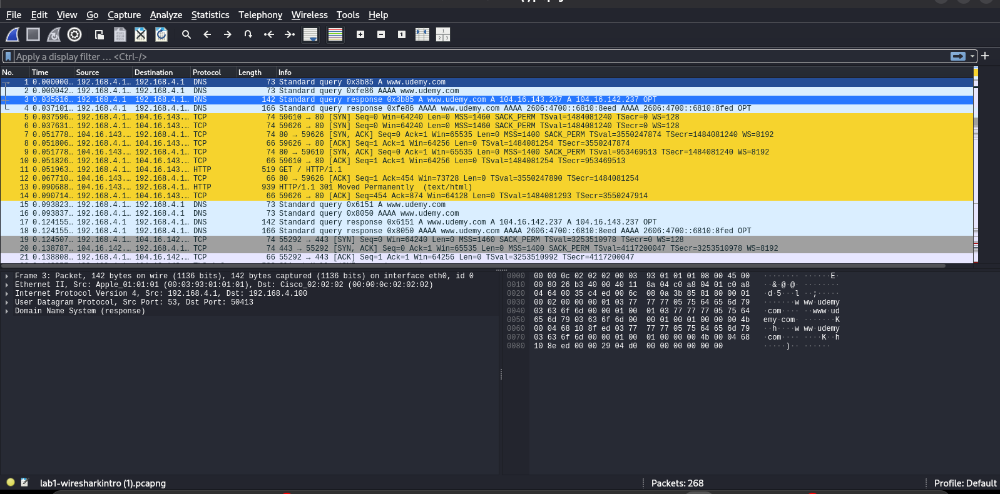 File Edit View Go Capture Analyze Statistics Telephony Wireless Tools Help
Apply a display filter … <Ctrl-/>
No. Time Source Destination Protocol Length Info
1 0.000000… 192.168.4.1… 192.168.4.1 DNS 73 Standard query 0x3b85 A www.udemy.com
2 0.000042… 192.168.4.1… 192.168.4.1 DNS 73 Standard query 0xfe86 AAAA www.udemy.com
3 0.035616… 192.168.4.1 192.168.4.1… DNS 142 Standard query response 0x3b85 A www.udemy.com A 104.16.143.237 A 104.16.142.237 OPT
4 0.037101… 192.168.4.1 192.168.4.1… DNS 166 Standard query response 0xfe86 AAAA www.udemy.com AAAA 2606:4700::6810:8eed AAAA 2606:4700::6810:8fed OPT
5 0.037596… 192.168.4.1… 104.16.143.… TCP 74 59610 → 80 [SYN] Seq=0 Win=64240 Len=0 MSS=1460 SACK_PERM TSval=1484081240 TSecr=0 WS=128
6 0.037631… 192.168.4.1… 104.16.143.… TCP 74 59626 → 80 [SYN] Seq=0 Win=64240 Len=0 MSS=1460 SACK_PERM TSval=1484081240 TSecr=0 WS=128
7 0.051778… 104.16.143.… 192.168.4.1… TCP 74 80 → 59626 [SYN, ACK] Seq=0 Ack=1 Win=65535 Len=0 MSS=1400 SACK_PERM TSval=3550247874 TSecr=1484081240 WS=8192
8 0.051806… 192.168.4.1… 104.16.143.… TCP 66 59626 → 80 [ACK] Seq=1 Ack=1 Win=64256 Len=0 TSval=1484081254 TSecr=3550247874
9 0.051778… 104.16.143.… 192.168.4.1… TCP 74 80 → 59610 [SYN, ACK] Seq=0 Ack=1 Win=65535 Len=0 MSS=1400 SACK_PERM TSval=953469513 TSecr=1484081240 WS=8192
10 0.051826… 192.168.4.1… 104.16.143.… TCP 66 59610 → 80 [ACK] Seq=1 Ack=1 Win=64256 Len=0 TSval=1484081254 TSecr=953469513
11 0.051963… 192.168.4.1… 104.16.143.… HTTP 519 GET / HTTP/1.1
12 0.067710… 104.16.143.… 192.168.4.1… TCP 66 80 → 59626 [ACK] Seq=1 Ack=454 Win=73728 Len=0 TSval=3550247890 TSecr=1484081254
13 0.090688… 104.16.143.… 192.168.4.1… HTTP 939 HTTP/1.1 301 Moved Permanently (text/html)
14 0.090714… 192.168.4.1… 104.16.143.… TCP 66 59626 → 80 [ACK] Seq=454 Ack=874 Win=64128 Len=0 TSval=1484081293 TSecr=3550247914
15 0.093823… 192.168.4.1… 192.168.4.1 DNS 73 Standard query 0x6151 A www.udemy.com
16 0.093837… 192.168.4.1… 192.168.4.1 DNS 73 Standard query 0x8050 AAAA www.udemy.com
17 0.124155… 192.168.4.1 192.168.4.1… DNS 142 Standard query response 0x6151 A www.udemy.com A 104.16.142.237 A 104.16.143.237 OPT
18 0.124155… 192.168.4.1 192.168.4.1… DNS 166 Standard query response 0x8050 AAAA www.udemy.com AAAA 2606:4700::6810:8eed AAAA 2606:4700::6810:8fed OPT
19 0.124507… 192.168.4.1… 104.16.142.… TCP 74 55292 → 443 [SYN] Seq=0 Win=64240 Len=0 MSS=1460 SACK_PERM TSval=3253510978 TSecr=0 WS=128
20 0.138787… 104.16.142.… 192.168.4.1… TCP 74 443 → 55292 [SYN, ACK] Seq=0 Ack=1 Win=65535 Len=0 MSS=1400 SACK_PERM TSval=4117200047 TSecr=3253510978 WS=8192
21 0.138808… 192.168.4.1… 104.16.142.… TCP 66 55292 → 443 [ACK] Seq=1 Ack=1 Win=64256 Len=0 TSval=3253510992 TSecr=4117200047
Frame 3: Packet, 142 bytes on wire (1136 bits), 142 bytes captured (1136 bits) on interface eth0, id 0
Ethernet II, Src: Apple_01:01:01 (00:03:93:01:01:01), Dst: Cisco_02:02:02 (00:00:0c:02:02:02)
Internet Protocol Version 4, Src: 192.168.4.1, Dst: 192.168.4.100
User Datagram Protocol, Src Port: 53, Dst Port: 50413
Domain Name System (response)
0000 00 00 0c 02 02 02 00 03 93 01 01 01 08 00 45 00 ········ ······E·
0010 00 80 26 b3 40 00 40 11 8a 04 c0 a8 04 01 c0 a8 ··&·@·@· ········
0020 04 64 00 35 c4 ed 00 6c 08 0a 3b 85 81 80 00 01 ·d·5···l ··;·····
0030 00 02 00 00 00 01 03 77 77 77 05 75 64 65 6d 79 ·······w ww·udemy
0040 03 63 6f 6d 00 00 01 00 01 03 77 77 77 05 75 64 ·com···· ··www·ud
0050 65 6d 79 03 63 6f 6d 00 00 01 00 01 00 00 00 4b emy·com· ·······K
0060 00 04 68 10 8f ed 03 77 77 77 05 75 64 65 6d 79 ··h····w ww·udemy
0070 03 63 6f 6d 00 00 01 00 01 00 00 00 4b 00 04 68 ·com···· ····K··h
0080 10 8e ed 00 00 29 04 d0 00 00 00 00 00 00 ·····)·· ······
lab1-wiresharkintro (1).pcapng Packets: 268 Profile: Default